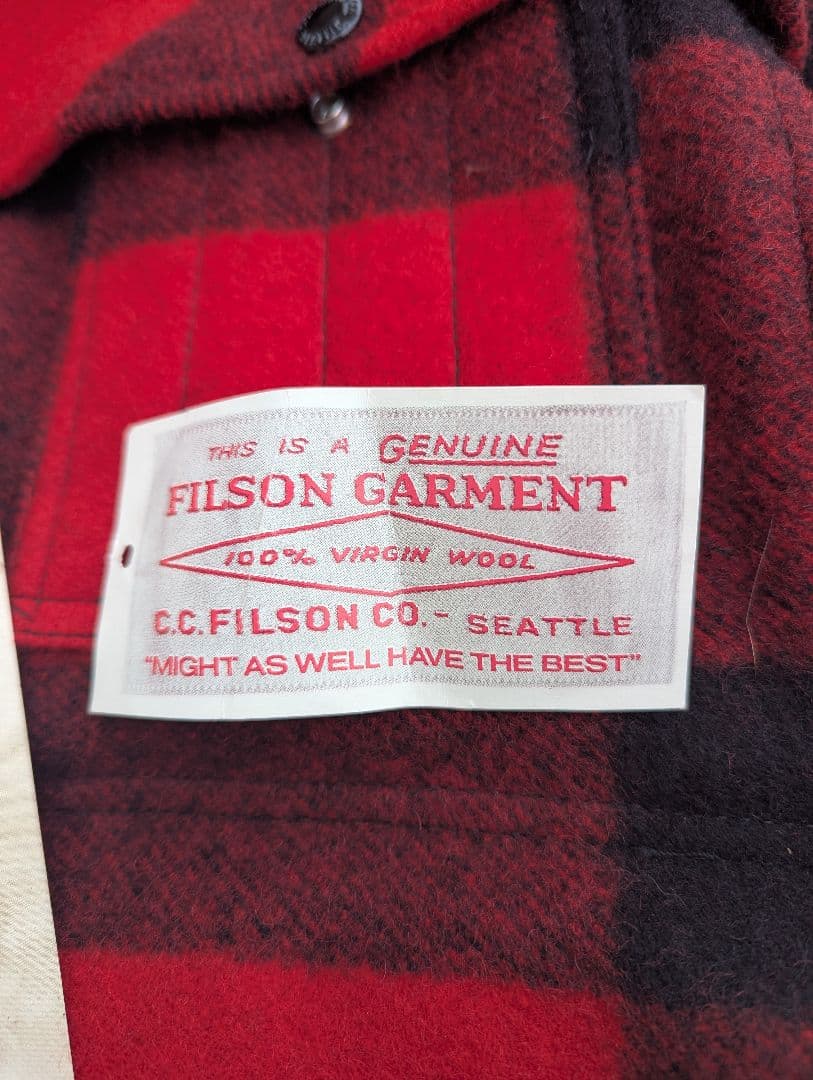 THIS IS A GENUINE
FILSON GARMENT
100% VIRGIN WOOL
C.C. FILSON CO. - SEATTLE
"MIGHT AS WELL HAVE THE BEST"